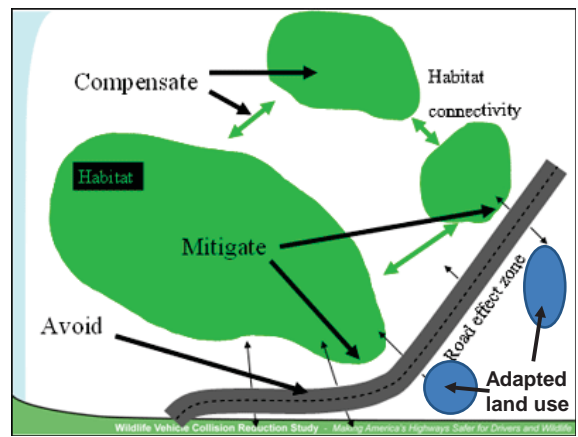 Compensate
Habitat
connectivity
Habitat
Mitigate
Avoid
Road effect zone
Adapted
land use
Wildlife Vehicle Collision Reduction Study - Making America's Highways Safer for Drivers and Wildlife